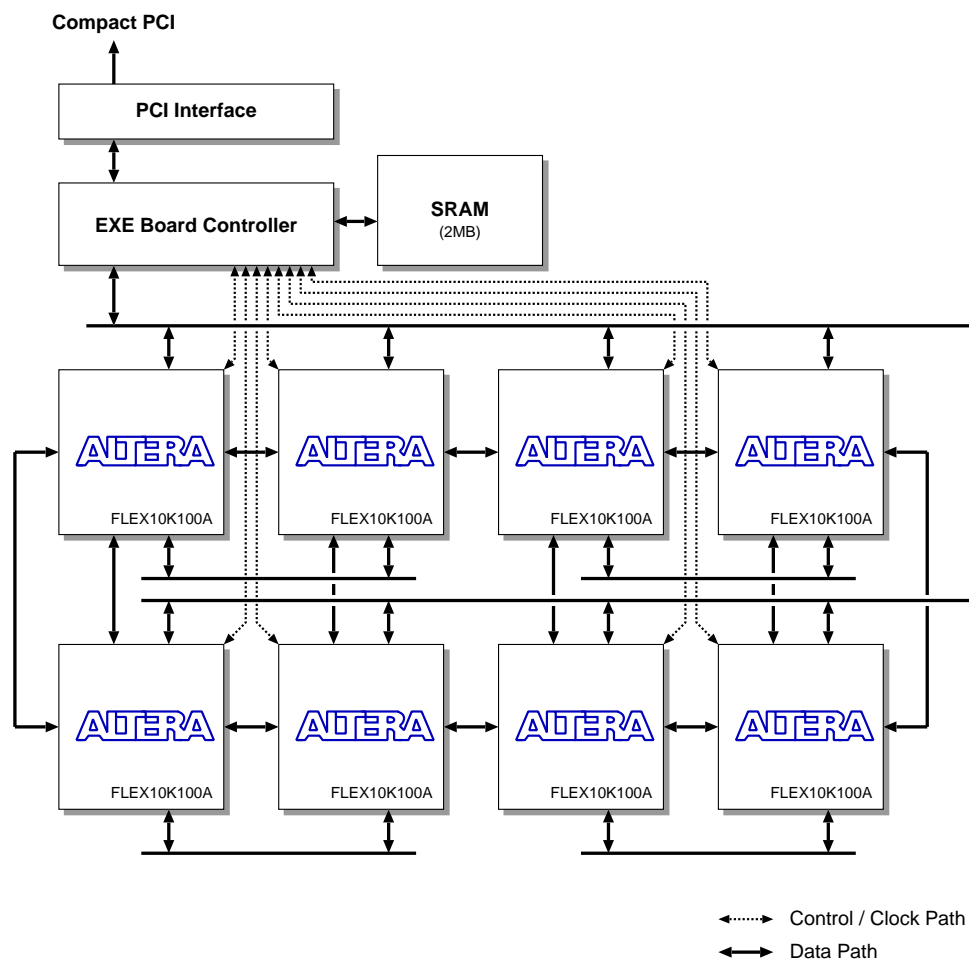 Compact PCI
PCI Interface
EXE Board Controller
SRAM
(2MB)
ALTERA
FLEX10K100A
ALTERA
FLEX10K100A
ALTERA
FLEX10K100A
ALTERA
FLEX10K100A
ALTERA
FLEX10K100A
ALTERA
FLEX10K100A
ALTERA
FLEX10K100A
ALTERA
FLEX10K100A
Control / Clock Path
Data Path